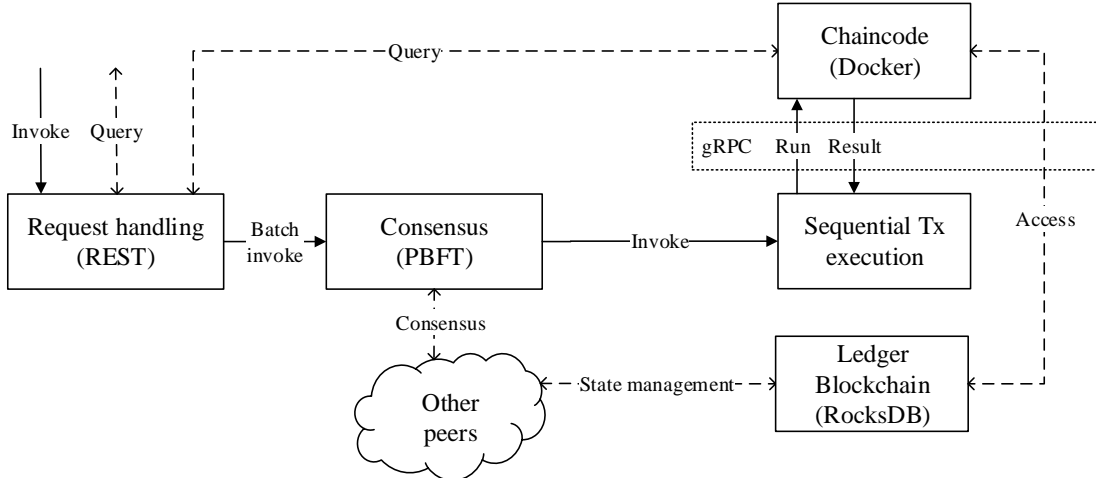 Chaincode
(Docker)
Query
Invoke
Query
gRPC
Run
Result
Request handling
(REST)
Batch
invoke
Consensus
(PBFT)
Invoke
Sequential Tx
execution
Access
Consensus
Other
peers
State management
Ledger
Blockchain
(RocksDB)